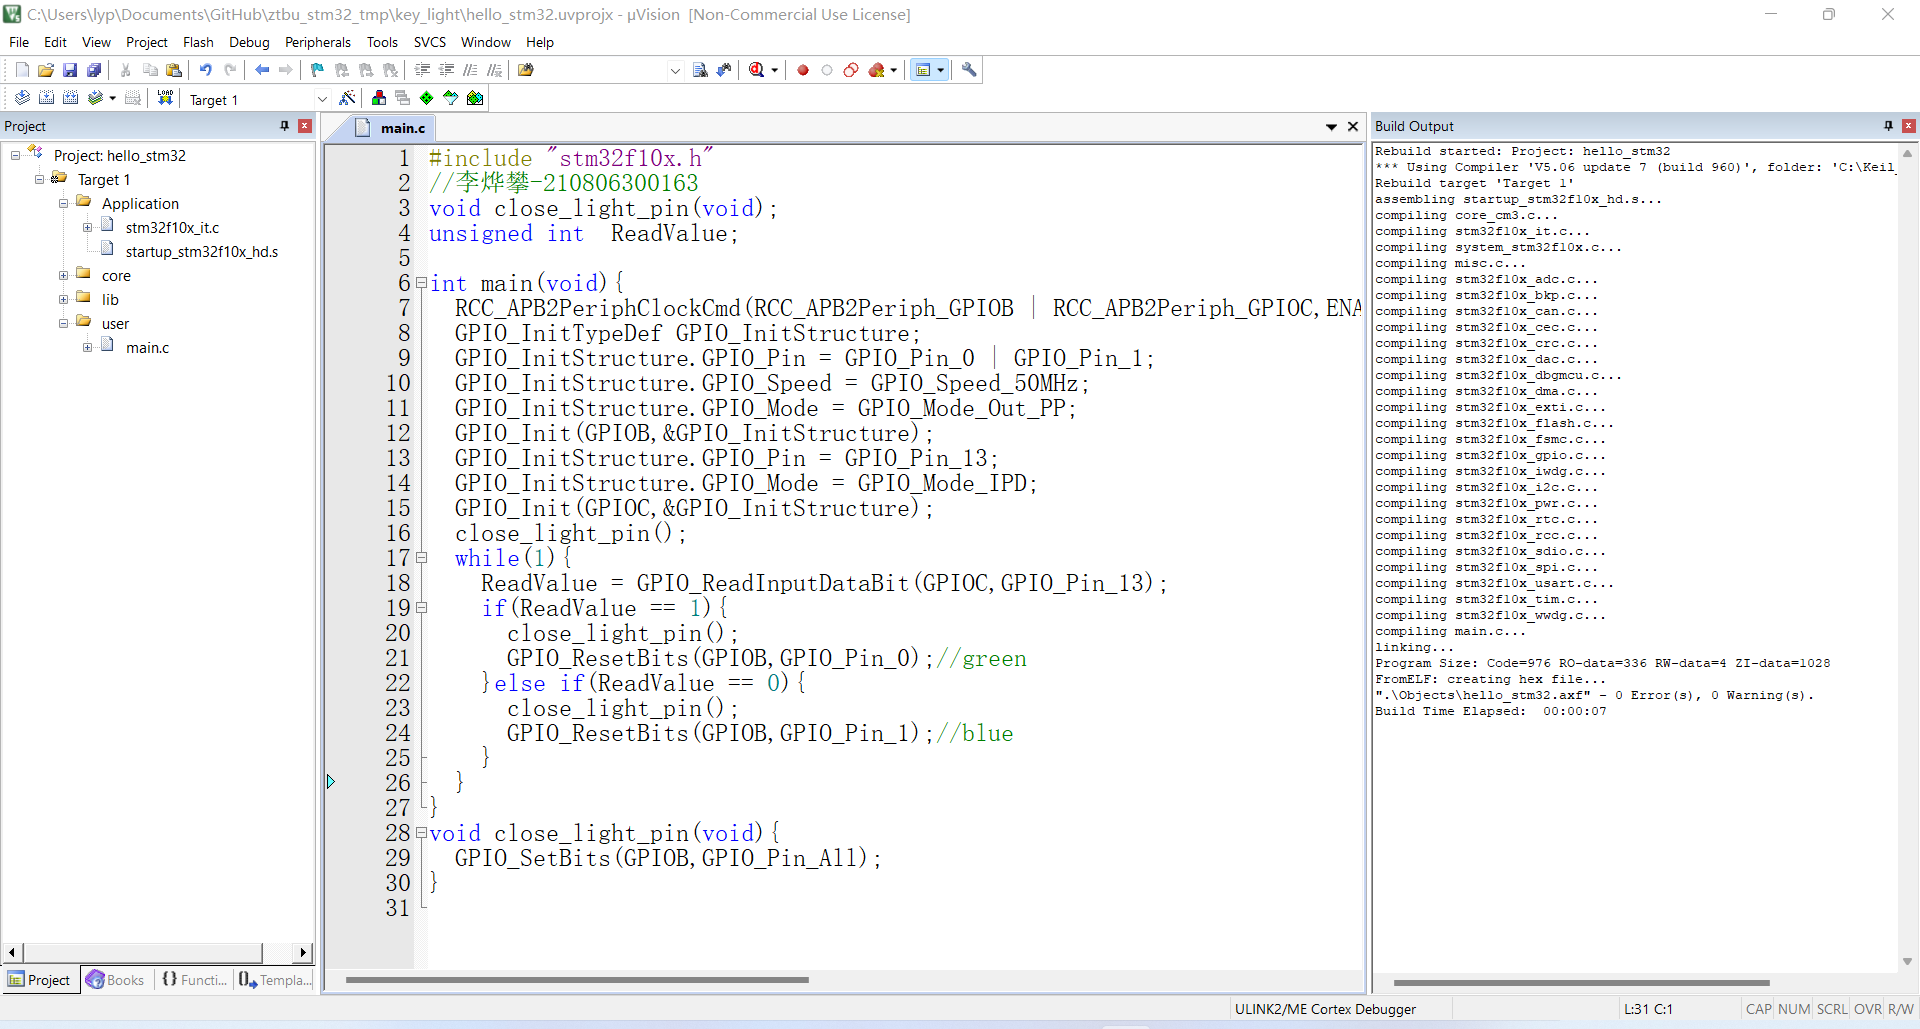 C:\Users\lyp\Documents\GitHub\ztbu_stm32_tmp\key_light\hello_stm32.uvprojx - µVision  [Non-Commercial Use License]
File Edit View Project Flash Debug Peripherals Tools SVCS Window Help
LOAD
Target 1
Project
Project: hello_stm32
Target 1
Application
stm32f10x_it.c
startup_stm32f10x_hd.s
core
lib
user
main.c
Project Books Functi... Templa...
main.c
1 #include "stm32f10x.h"
2 //李烨攀-210806300163
3 void close_light_pin(void);
4 unsigned int  ReadValue;
5
6 int main(void){
7   RCC_APB2PeriphClockCmd(RCC_APB2Periph_GPIOB | RCC_APB2Periph_GPIOC,ENA
8   GPIO_InitTypeDef GPIO_InitStructure;
9   GPIO_InitStructure.GPIO_Pin = GPIO_Pin_0 | GPIO_Pin_1;
10   GPIO_InitStructure.GPIO_Speed = GPIO_Speed_50MHz;
11   GPIO_InitStructure.GPIO_Mode = GPIO_Mode_Out_PP;
12   GPIO_Init(GPIOB,&GPIO_InitStructure);
13   GPIO_InitStructure.GPIO_Pin = GPIO_Pin_13;
14   GPIO_InitStructure.GPIO_Mode = GPIO_Mode_IPD;
15   GPIO_Init(GPIOC,&GPIO_InitStructure);
16   close_light_pin();
17   while(1){
18     ReadValue = GPIO_ReadInputDataBit(GPIOC,GPIO_Pin_13);
19     if(ReadValue == 1){
20       close_light_pin();
21       GPIO_ResetBits(GPIOB,GPIO_Pin_0);//green
22     }else if(ReadValue == 0){
23       close_light_pin();
24       GPIO_ResetBits(GPIOB,GPIO_Pin_1);//blue
25     }
26   }
27 }
28 void close_light_pin(void){
29   GPIO_SetBits(GPIOB,GPIO_Pin_All);
30 }
31
Build Output
Rebuild started: Project: hello_stm32
*** Using Compiler 'V5.06 update 7 (build 960)', folder: 'C:\Keil_
Rebuild target 'Target 1'
assembling startup_stm32f10x_hd.s...
compiling core_cm3.c...
compiling stm32f10x_it.c...
compiling system_stm32f10x.c...
compiling misc.c...
compiling stm32f10x_adc.c...
compiling stm32f10x_bkp.c...
compiling stm32f10x_can.c...
compiling stm32f10x_cec.c...
compiling stm32f10x_crc.c...
compiling stm32f10x_dac.c...
compiling stm32f10x_dbgmcu.c...
compiling stm32f10x_dma.c...
compiling stm32f10x_exti.c...
compiling stm32f10x_flash.c...
compiling stm32f10x_fsmc.c...
compiling stm32f10x_gpio.c...
compiling stm32f10x_iwdg.c...
compiling stm32f10x_i2c.c...
compiling stm32f10x_pwr.c...
compiling stm32f10x_rtc.c...
compiling stm32f10x_rcc.c...
compiling stm32f10x_sdio.c...
compiling stm32f10x_spi.c...
compiling stm32f10x_usart.c...
compiling stm32f10x_tim.c...
compiling stm32f10x_wwdg.c...
compiling main.c...
linking...
Program Size: Code=976 RO-data=336 RW-data=4 ZI-data=1028
FromELF: creating hex file...
".\Objects\hello_stm32.axf" - 0 Error(s), 0 Warning(s).
Build Time Elapsed:  00:00:07
ULINK2/ME Cortex Debugger L:31 C:1 CAP NUM SCRL OVR R/W